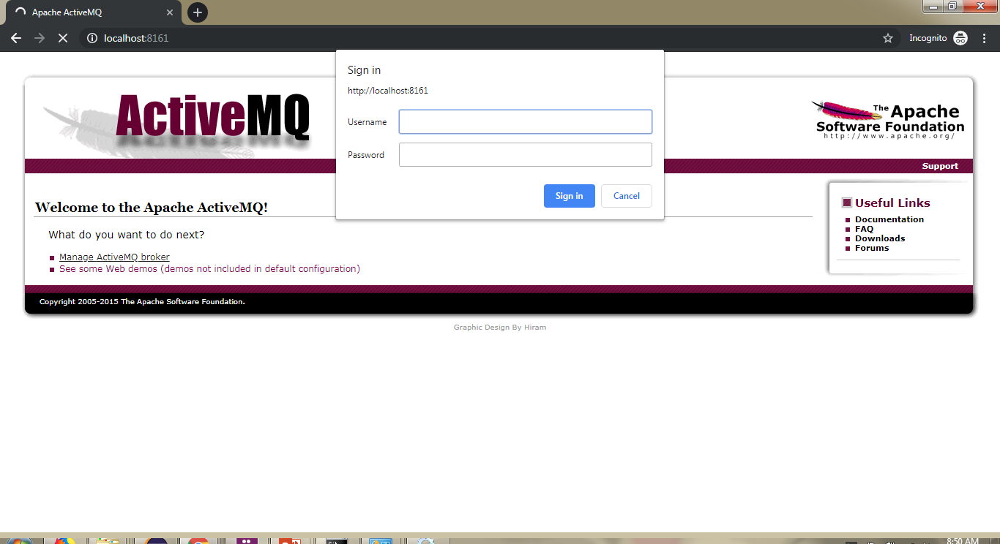 Apache ActiveMQ
localhost:8161
Incognito
Sign in
http://localhost:8161
Username
Password
Sign in
Cancel
ActiveMQ
The Apache
Software Foundation
http://www.apache.org/
Support
Welcome to the Apache ActiveMQ!
What do you want to do next?
Manage ActiveMQ broker
See some Web demos (demos not included in default configuration)
Useful Links
Documentation
FAQ
Downloads
Forums
Copyright 2005-2015 The Apache Software Foundation.
Graphic Design By Hiram
8:50 AM